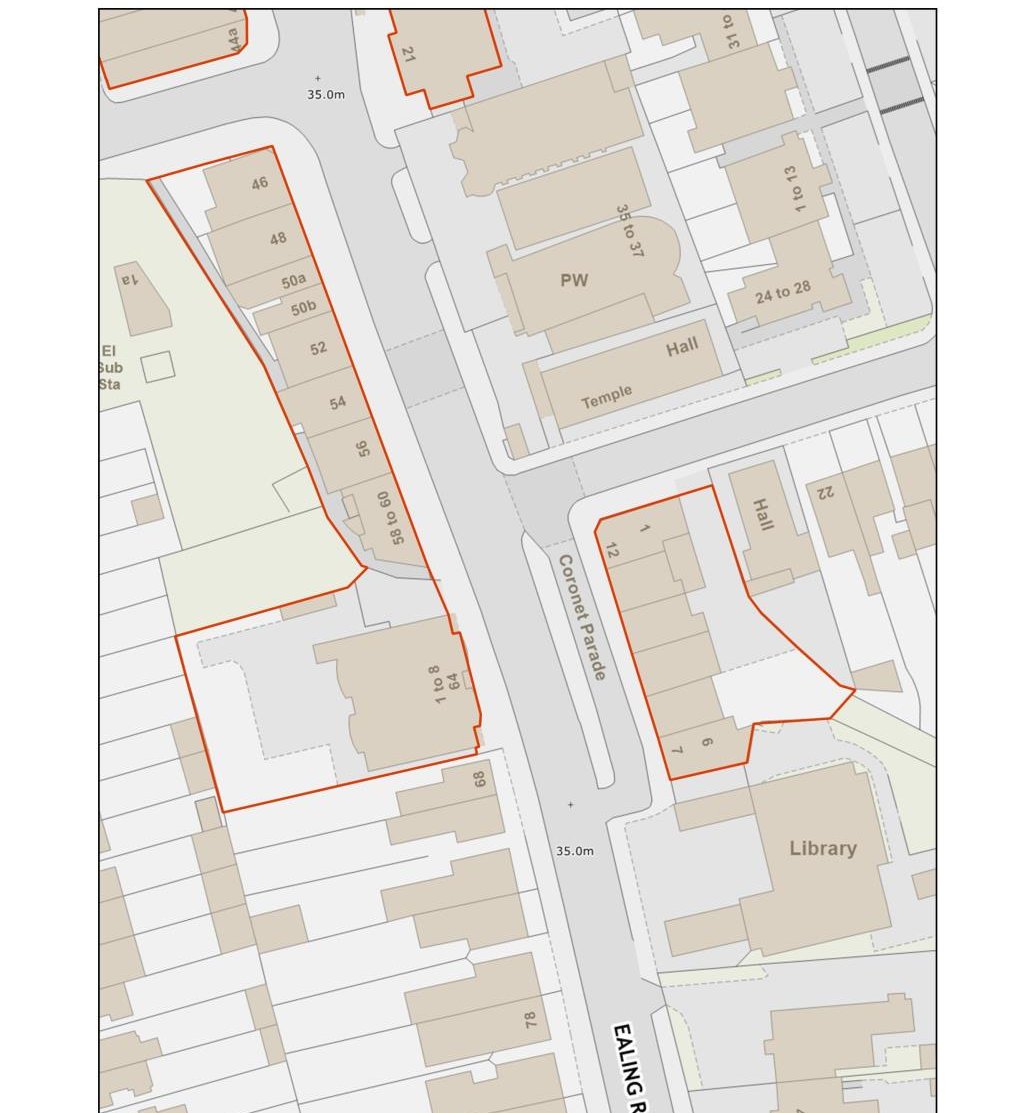 44a
21
31 to
35.0m
46
1 to 13
48
35 to 37
1a
50a
PW
24 to 28
50b
52
El
Sub
Sta
Hall
54
Temple
56
22
58 to 60
Hall
1
12
Coronet Parade
64
1 to 8
6
7
68
35.0m
Library
78
EALING R